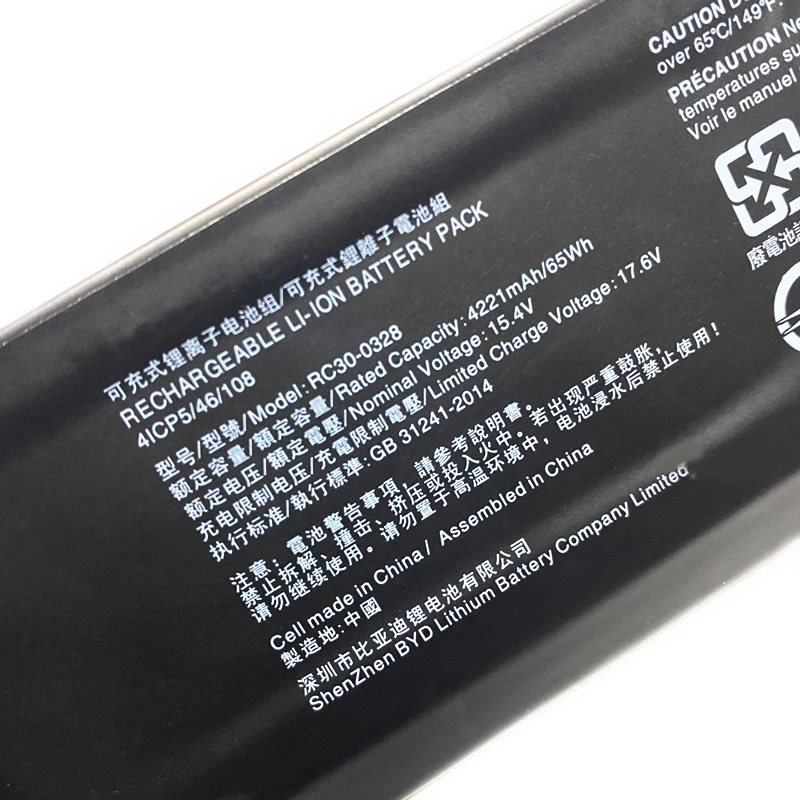 可充式锂离子电池组/可充式鋰離子電池組
RECHARGEABLE LI-ION BATTERY PACK
4ICP5/46/108
型号/型號/Model: RC30-0328
额定容量/額定容量/Rated Capacity: 4221mAh/65Wh
额定电压/額定電壓/Nominal Voltage: 15.4V
充电限制电压/充電限制電壓/Limited Charge Voltage: 17.6V
执行标准/執行標準: GB 31241-2014
注意: 電池警告事項, 請參考說明書。
禁止拆解、撞击、挤压或投入火中。若出现严重鼓胀,
请勿继续使用。请勿置于高温环境中, 电池浸水后禁止使用!
Cell made in China / Assembled in China
製造地: 中國
深圳市比亚迪锂电池有限公司
ShenZhen BYD Lithium Battery Company Limited
CAUTION
over 65°C/149°F.
PRÉCAUTION
temperatures
Voir le manuel
廢電池